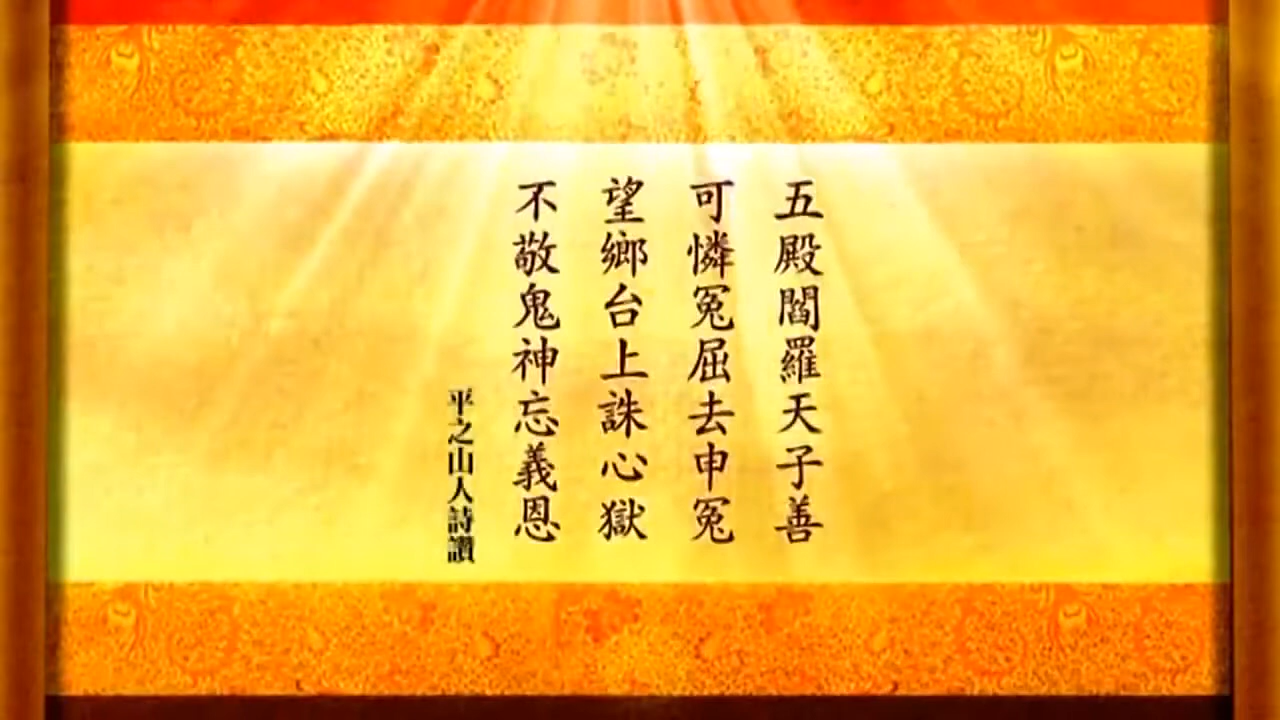 五殿閻羅天子善
可憐冤屈去申冤
望鄉台上誅心獄
不敬鬼神忘義恩
平之山人詩讚